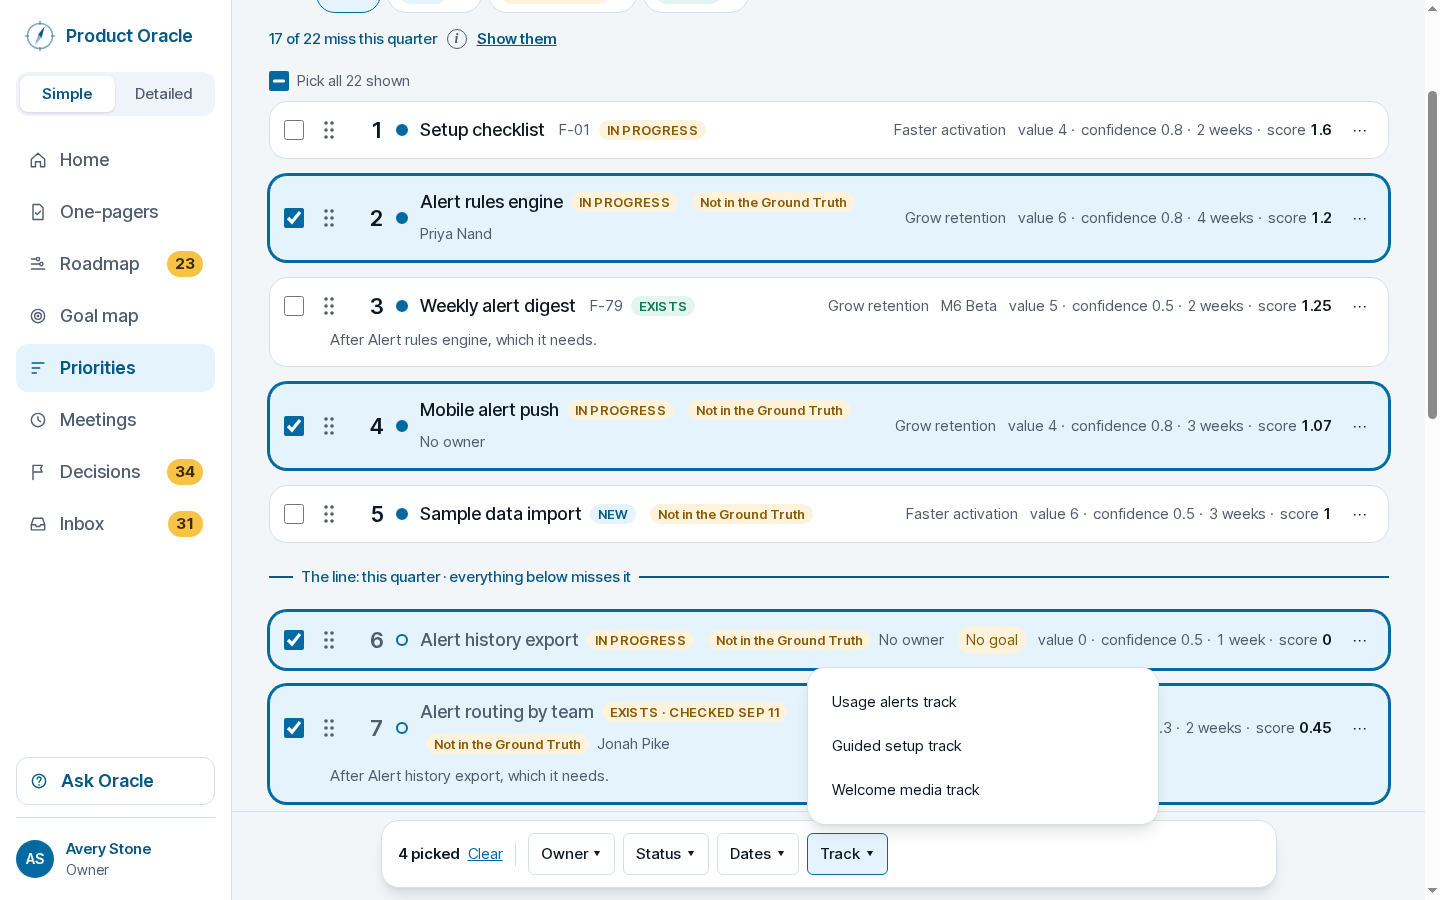 Product Oracle
Simple
Detailed
Home
One-pagers
Roadmap 23
Goal map
Priorities
Meetings
Decisions 34
Inbox 31
Ask Oracle
AS
Avery Stone
Owner
17 of 22 miss this quarter i Show them
Pick all 22 shown
1 Setup checklist F-01 IN PROGRESS Faster activation value 4 · confidence 0.8 · 2 weeks · score 1.6 ···
2 Alert rules engine IN PROGRESS Not in the Ground Truth
Priya Nand
Grow retention value 6 · confidence 0.8 · 4 weeks · score 1.2 ···
3 Weekly alert digest F-79 EXISTS Grow retention M6 Beta value 5 · confidence 0.5 · 2 weeks · score 1.25 ···
After Alert rules engine, which it needs.
4 Mobile alert push IN PROGRESS Not in the Ground Truth
No owner
Grow retention value 4 · confidence 0.8 · 3 weeks · score 1.07 ···
5 Sample data import NEW Not in the Ground Truth Faster activation value 6 · confidence 0.5 · 3 weeks · score 1 ···
The line: this quarter · everything below misses it
6 Alert history export IN PROGRESS Not in the Ground Truth No owner No goal value 0 · confidence 0.5 · 1 week · score 0 ···
7 Alert routing by team EXISTS · CHECKED SEP 11
Not in the Ground Truth Jonah Pike
.3 · 2 weeks · score 0.45 ···
After Alert history export, which it needs.
Usage alerts track
Guided setup track
Welcome media track
4 picked Clear Owner ▾ Status ▾ Dates ▾ Track ▾